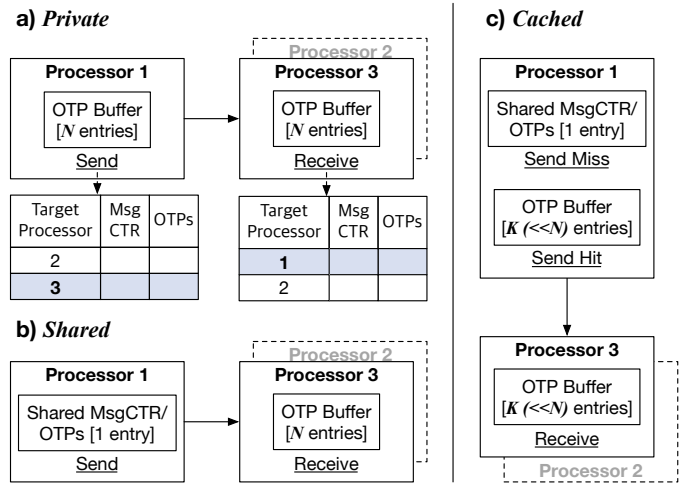 a) Private
Processor 2
Processor 1
OTP Buffer
[N entries]
Send
Processor 3
OTP Buffer
[N entries]
Receive
Target
Processor
Msg
CTR
OTPs
2
3
Target
Processor
Msg
CTR
OTPs
1
2
b) Shared
Processor 2
Processor 1
Shared MsgCTR/
OTPs [1 entry]
Send
Processor 3
OTP Buffer
[N entries]
Receive
c) Cached
Processor 1
Shared MsgCTR/
OTPs [1 entry]
Send Miss
OTP Buffer
[K (<<N) entries]
Send Hit
Processor 3
OTP Buffer
[K (<<N) entries]
Receive
Processor 2